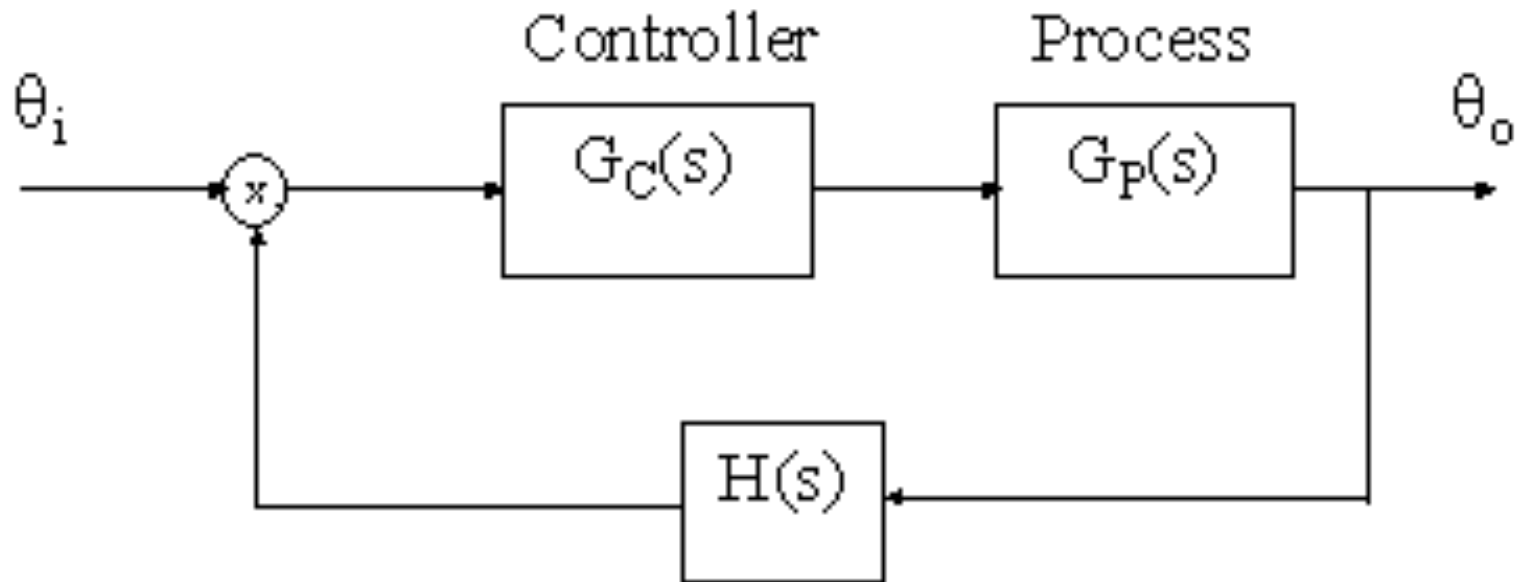 Controller Process
θi θo
GC(s) GP(s)
x
H(s)